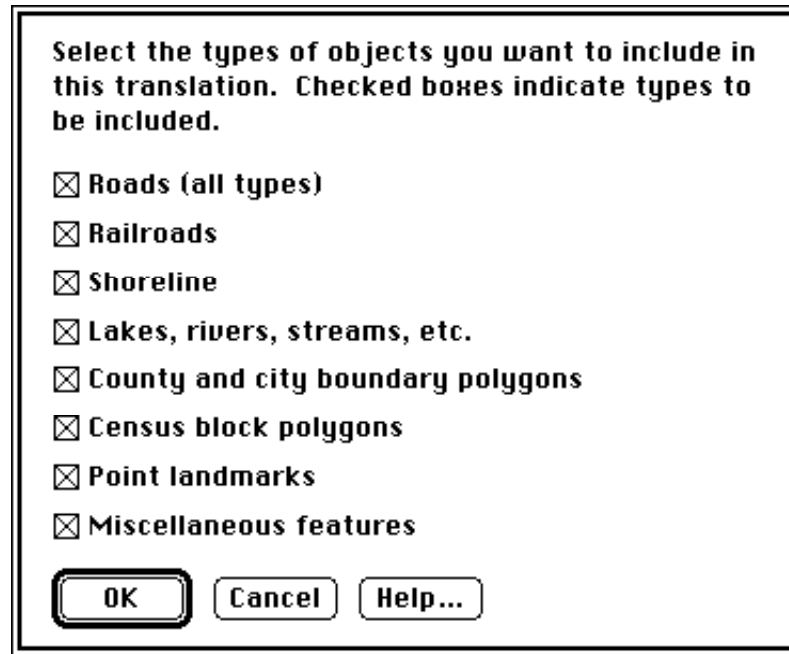 Select the types of objects you want to include in
this translation.  Checked boxes indicate types to
be included.
Roads (all types)
Railroads
Shoreline
Lakes, rivers, streams, etc.
County and city boundary polygons
Census block polygons
Point landmarks
Miscellaneous features
OK Cancel Help...